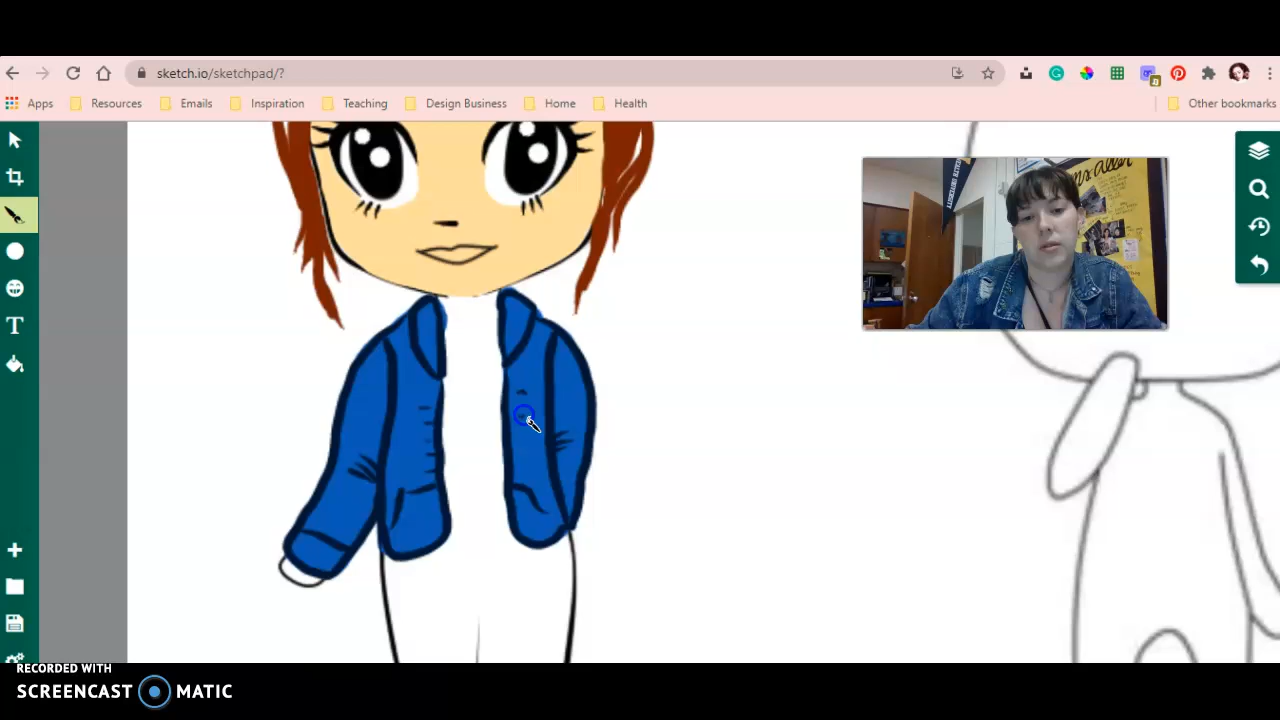 sketch.io/sketchpad/?
Apps Resources Emails Inspiration Teaching Design Business Home Health Other bookmarks
T
RECORDED WITH
SCREENCAST MATIC